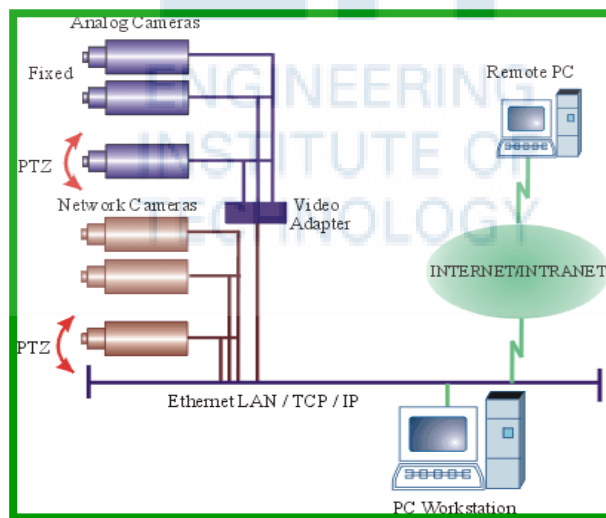 Analog Cameras
Fixed
PTZ
Network Cameras
PTZ
Video
Adapter
Remote PC
INTERNET/INTRANET
Ethernet LAN / TCP / IP
PC Workstation
ENGINEERING
INSTITUTE OF
TECHNOLOGY